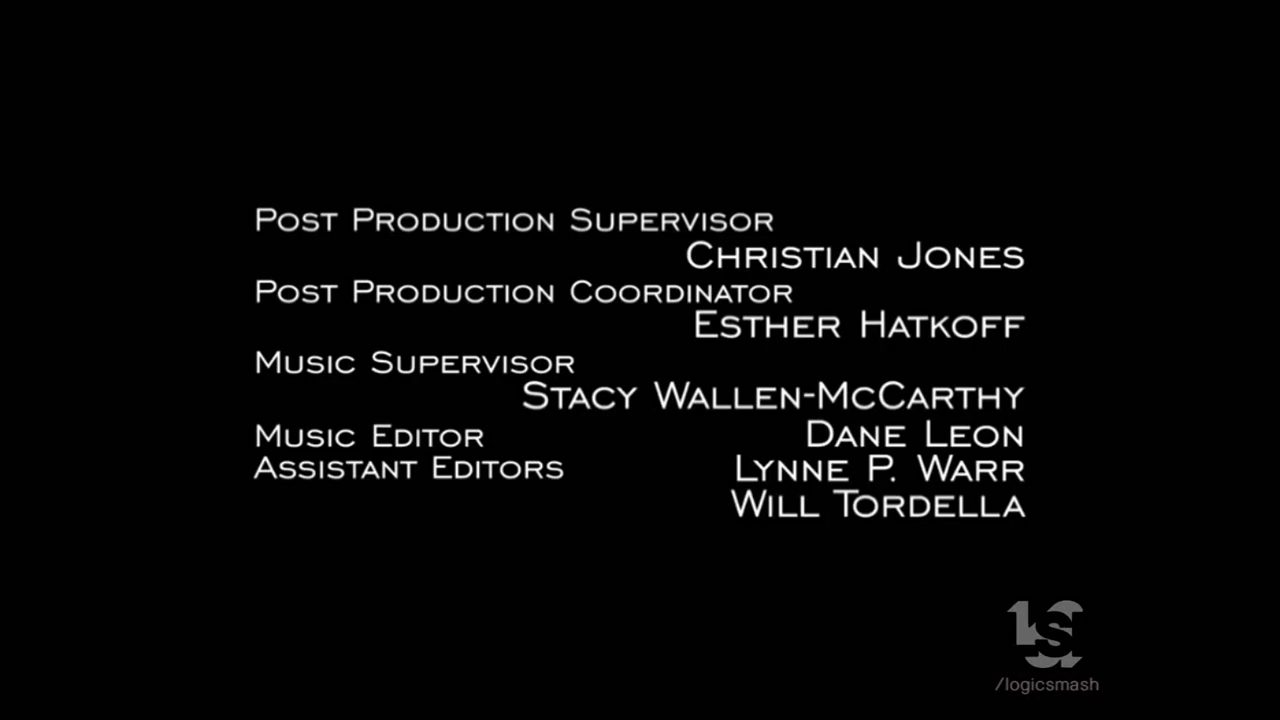 Post Production Supervisor
Christian Jones
Post Production Coordinator
Esther Hatkoff
Music Supervisor
Stacy Wallen-McCarthy
Music Editor Dane Leon
Assistant Editors Lynne P. Warr
Will Tordella
LS
/logicsmash